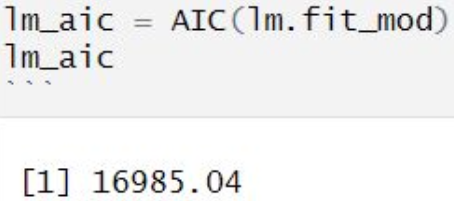 lm_aic = AIC(lm.fit_mod)
lm_aic
```
[1] 16985.04